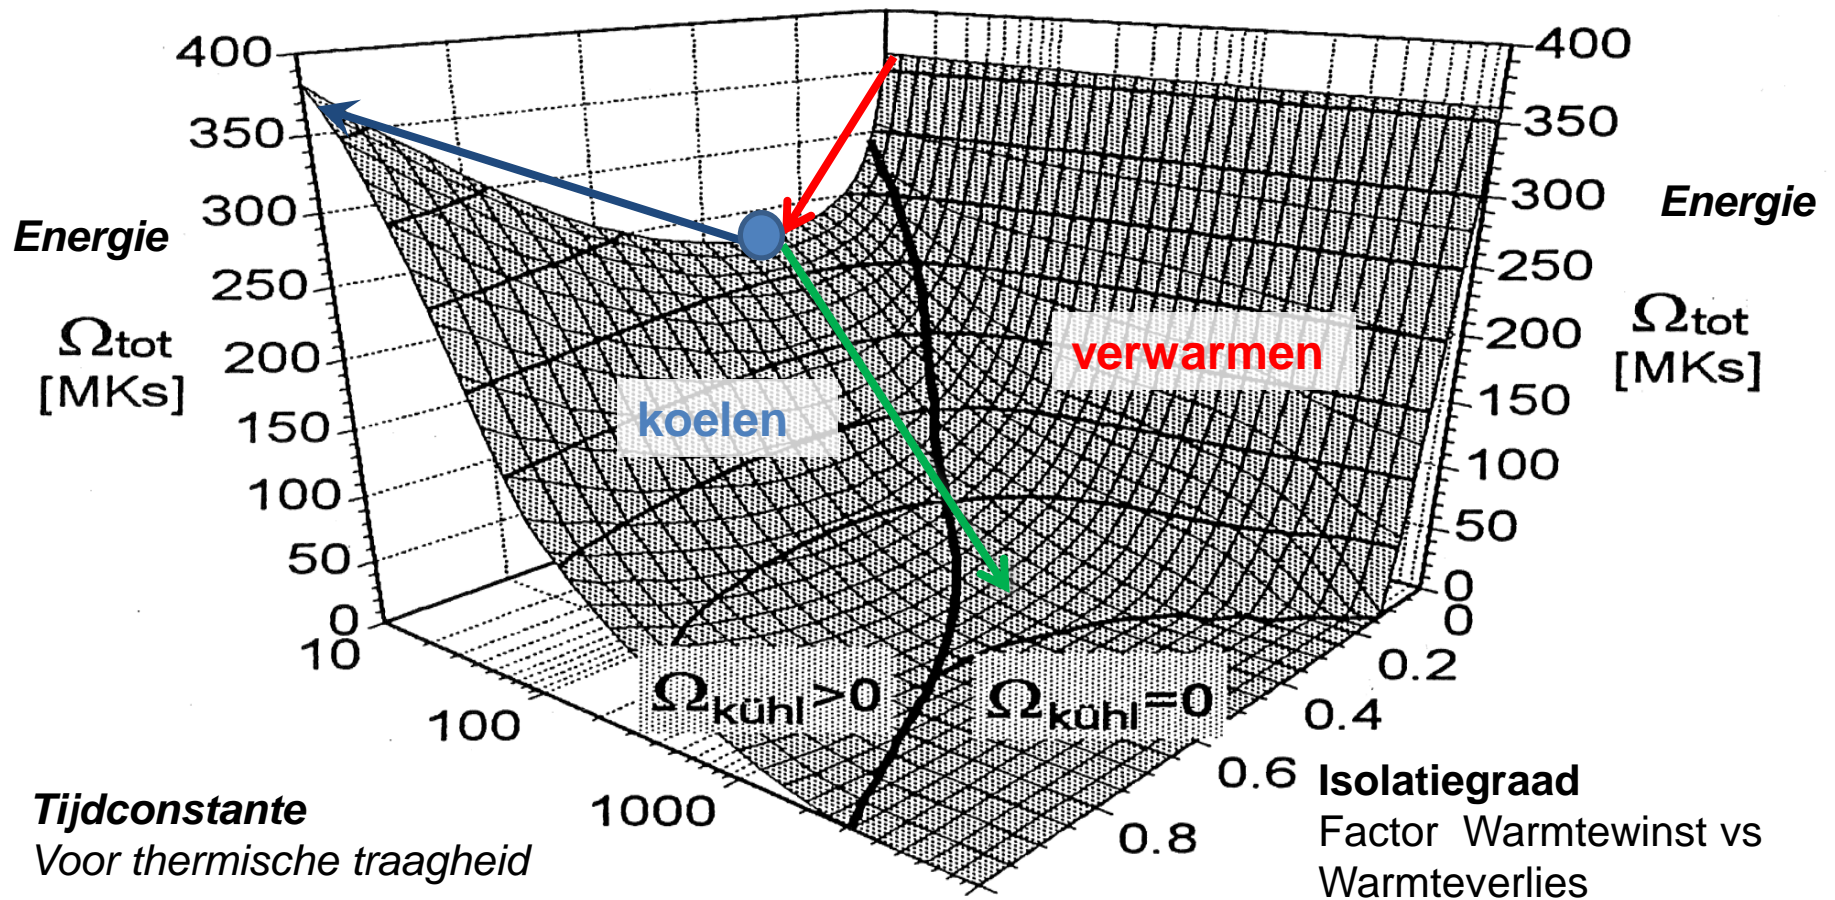 400
350
300
250
200
150
100
50
0
Energie
Ωtot
[MKs]
400
350
300
250
200
150
100
50
0
Energie
Ωtot
[MKs]
verwarmen
koelen
Ωkühl>0
Ωkühl=0
10
100
1000
0
0.2
0.4
0.6
0.8
Tijdconstante
Voor thermische traagheid
Isolatiegraad
Factor Warmtewinst vs
Warmteverlies